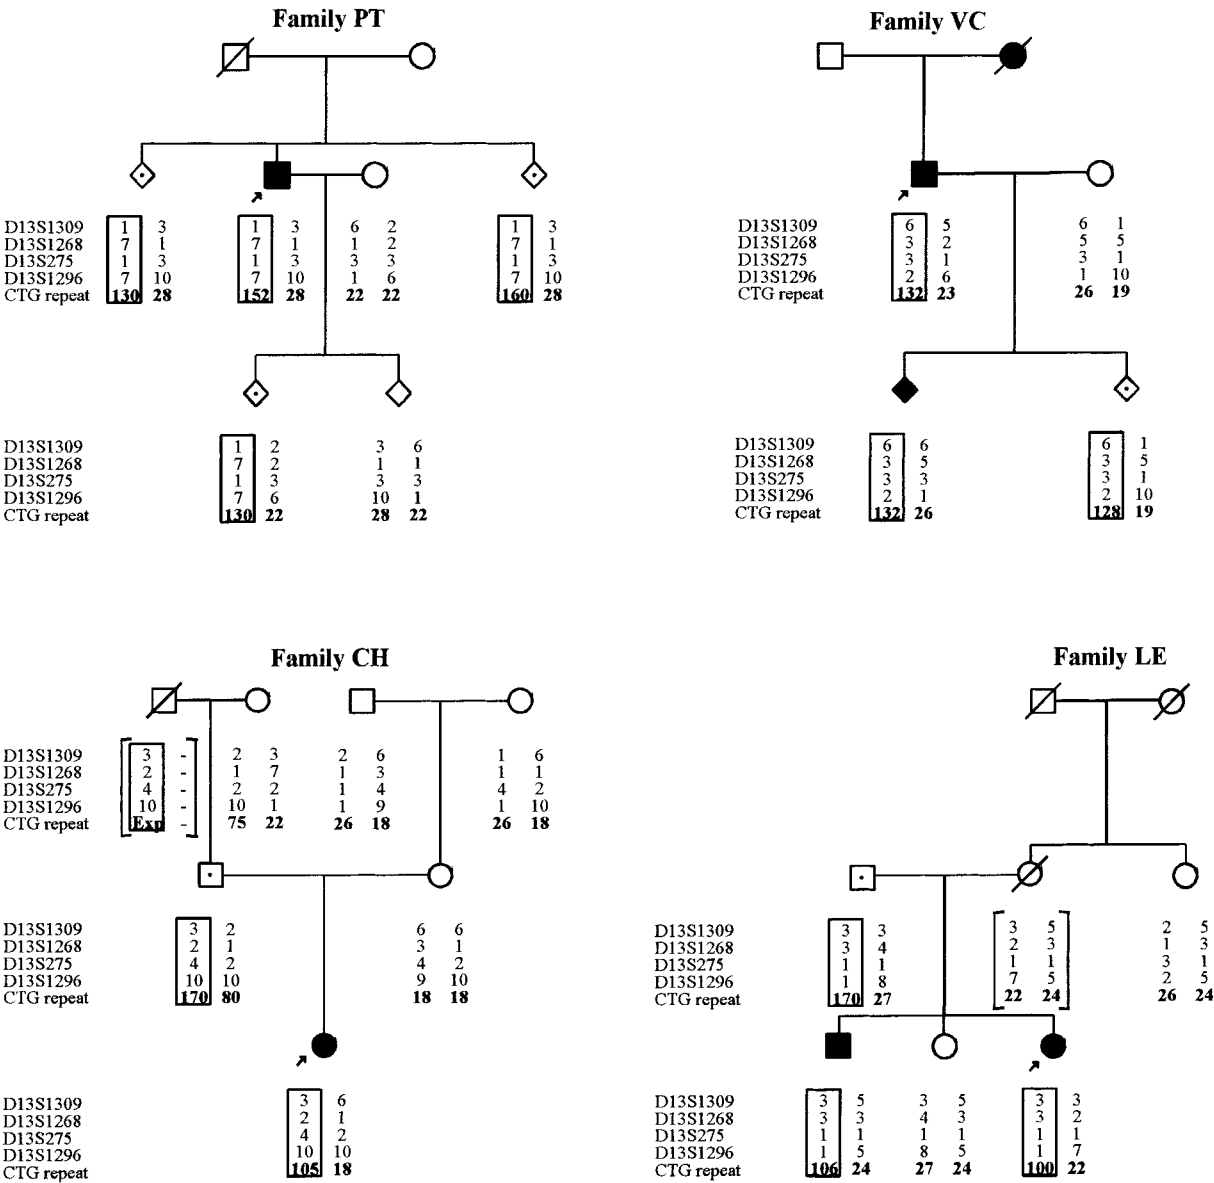 Family PT
D13S1309 1 3 1 3 6 2 1 3
D13S1268 7 1 7 1 1 2 7 1
D13S275 1 3 1 3 3 3 1 3
D13S1296 7 10 7 10 1 6 7 10
CTG repeat 130 28 152 28 22 22 160 28
D13S1309 1 2 3 6
D13S1268 7 2 1 1
D13S275 1 3 3 3
D13S1296 7 6 10 1
CTG repeat 130 22 28 22
Family VC
D13S1309 6 5 6 1
D13S1268 3 2 5 5
D13S275 3 1 3 1
D13S1296 2 6 1 10
CTG repeat 132 23 26 19
D13S1309 6 6 6 1
D13S1268 3 5 3 5
D13S275 3 3 3 1
D13S1296 2 1 2 10
CTG repeat 132 26 128 19
Family CH
D13S1309 3 - 2 3 2 6 1 6
D13S1268 2 - 1 7 1 3 1 1
D13S275 4 - 2 2 1 4 4 2
D13S1296 10 - 10 1 1 9 1 10
CTG repeat Exp - 75 22 26 18 26 18
D13S1309 3 2 6 6
D13S1268 2 1 3 1
D13S275 4 2 4 2
D13S1296 10 10 9 10
CTG repeat 170 80 18 18
D13S1309 3 6
D13S1268 2 1
D13S275 4 2
D13S1296 10 10
CTG repeat 105 18
Family LE
D13S1309 3 3 3 5 2 5
D13S1268 3 4 2 3 1 3
D13S275 1 1 1 1 3 1
D13S1296 1 8 7 5 2 5
CTG repeat 170 27 22 24 26 24
D13S1309 3 5 3 5 3 3
D13S1268 3 3 4 3 3 2
D13S275 1 1 1 1 1 1
D13S1296 1 5 8 5 1 7
CTG repeat 106 24 27 24 100 22